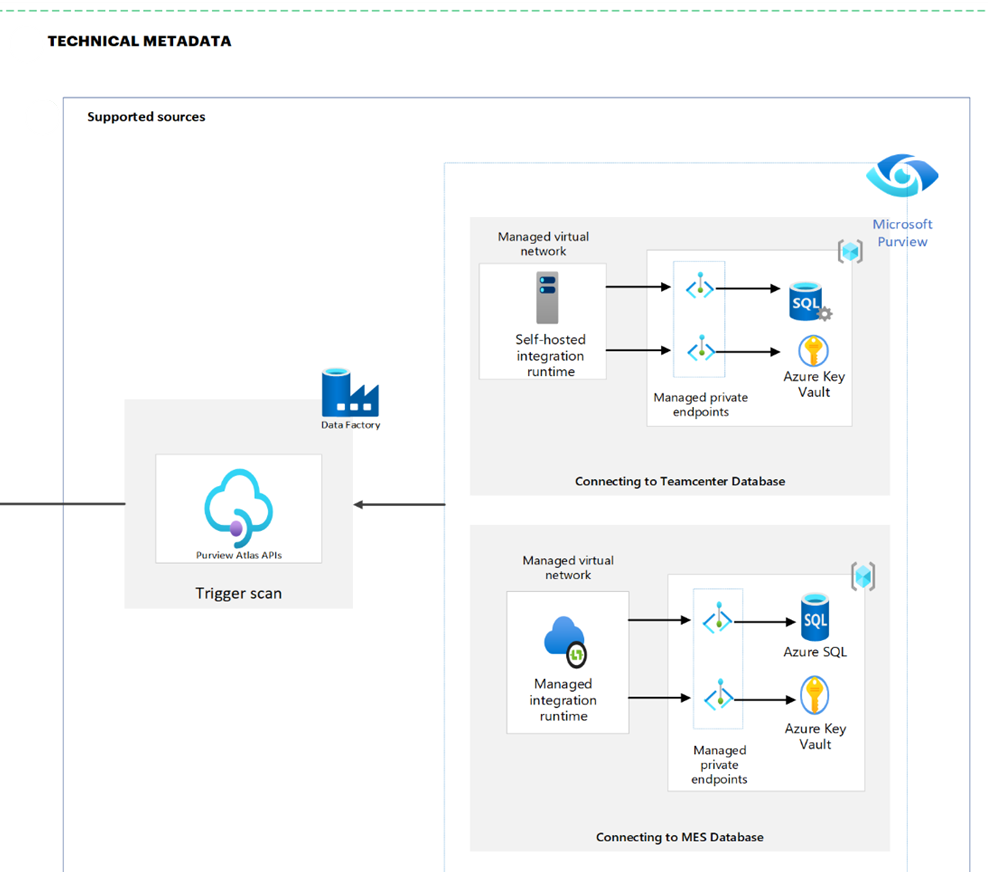 TECHNICAL METADATA
Supported sources
Microsoft
Purview
Managed virtual
network
Self-hosted
integration
runtime
SQL
Azure Key
Vault
Managed private
endpoints
Connecting to Teamcenter Database
Data Factory
Purview Atlas APIs
Trigger scan
Managed virtual
network
Managed
integration
runtime
SQL
Azure SQL
Azure Key
Vault
Managed
private
endpoints
Connecting to MES Database